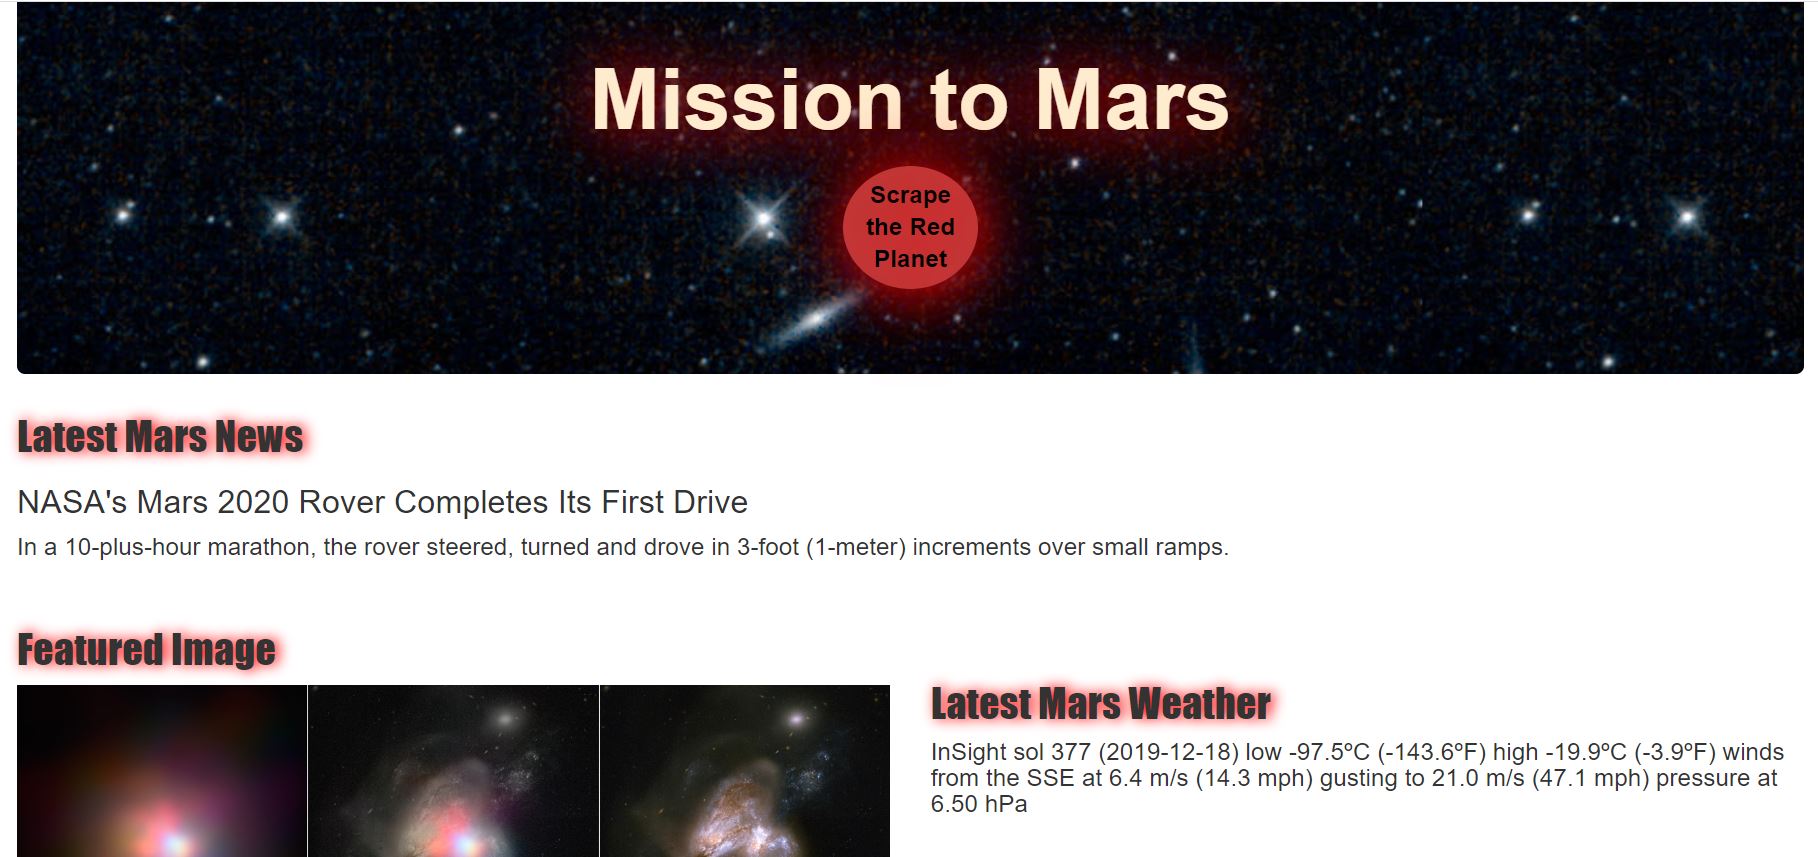 Mission to Mars
Scrape
the Red
Planet
Latest Mars News
NASA's Mars 2020 Rover Completes Its First Drive
In a 10-plus-hour marathon, the rover steered, turned and drove in 3-foot (1-meter) increments over small ramps.
Featured Image
Latest Mars Weather
InSight sol 377 (2019-12-18) low -97.5ºC (-143.6ºF) high -19.9ºC (-3.9ºF) winds
from the SSE at 6.4 m/s (14.3 mph) gusting to 21.0 m/s (47.1 mph) pressure at
6.50 hPa